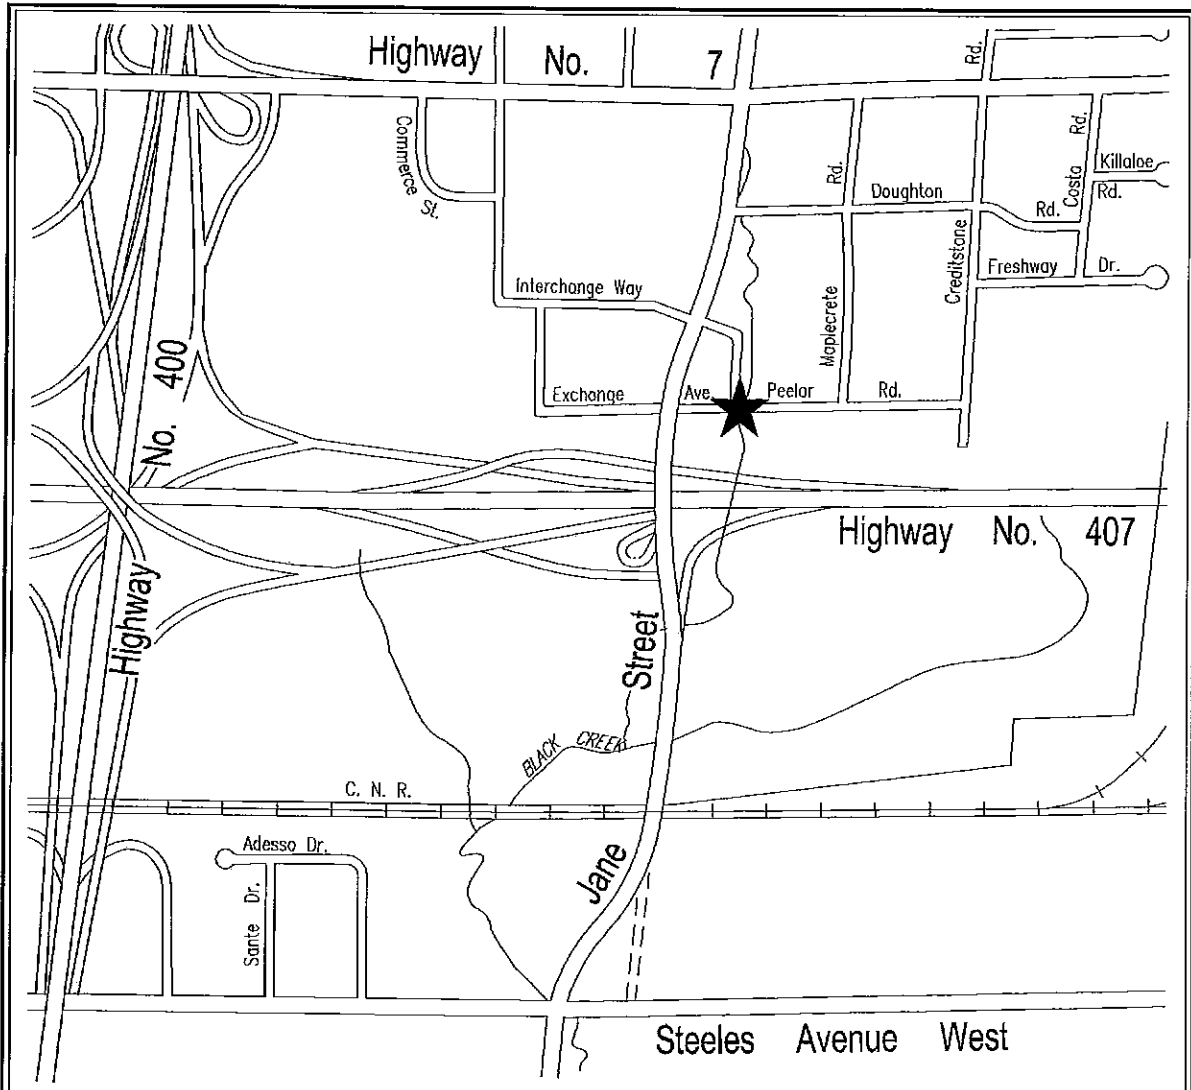 Highway No. 7
Rd.
Commerce St.
Rd.
Costa
Rd.
Killaloe
Rd.
Doughton
Rd.
Creditstone
Freshway Dr.
Interchange Way
Maplecrete
No. 400
Exchange Ave.
Peelar Rd.
Highway No. 407
Highway
Street
BLACK CREEK
C. N. R.
Adesso Dr.
Sante Dr.
Jane
Steeles Avenue West